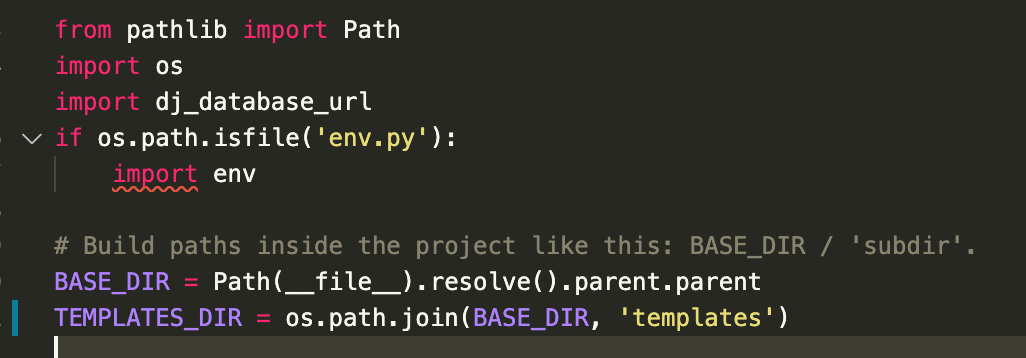 from pathlib import Path
import os
import dj_database_url
if os.path.isfile('env.py'):
    import env
# Build paths inside the project like this: BASE_DIR / 'subdir'.
BASE_DIR = Path(__file__).resolve().parent.parent
TEMPLATES_DIR = os.path.join(BASE_DIR, 'templates')